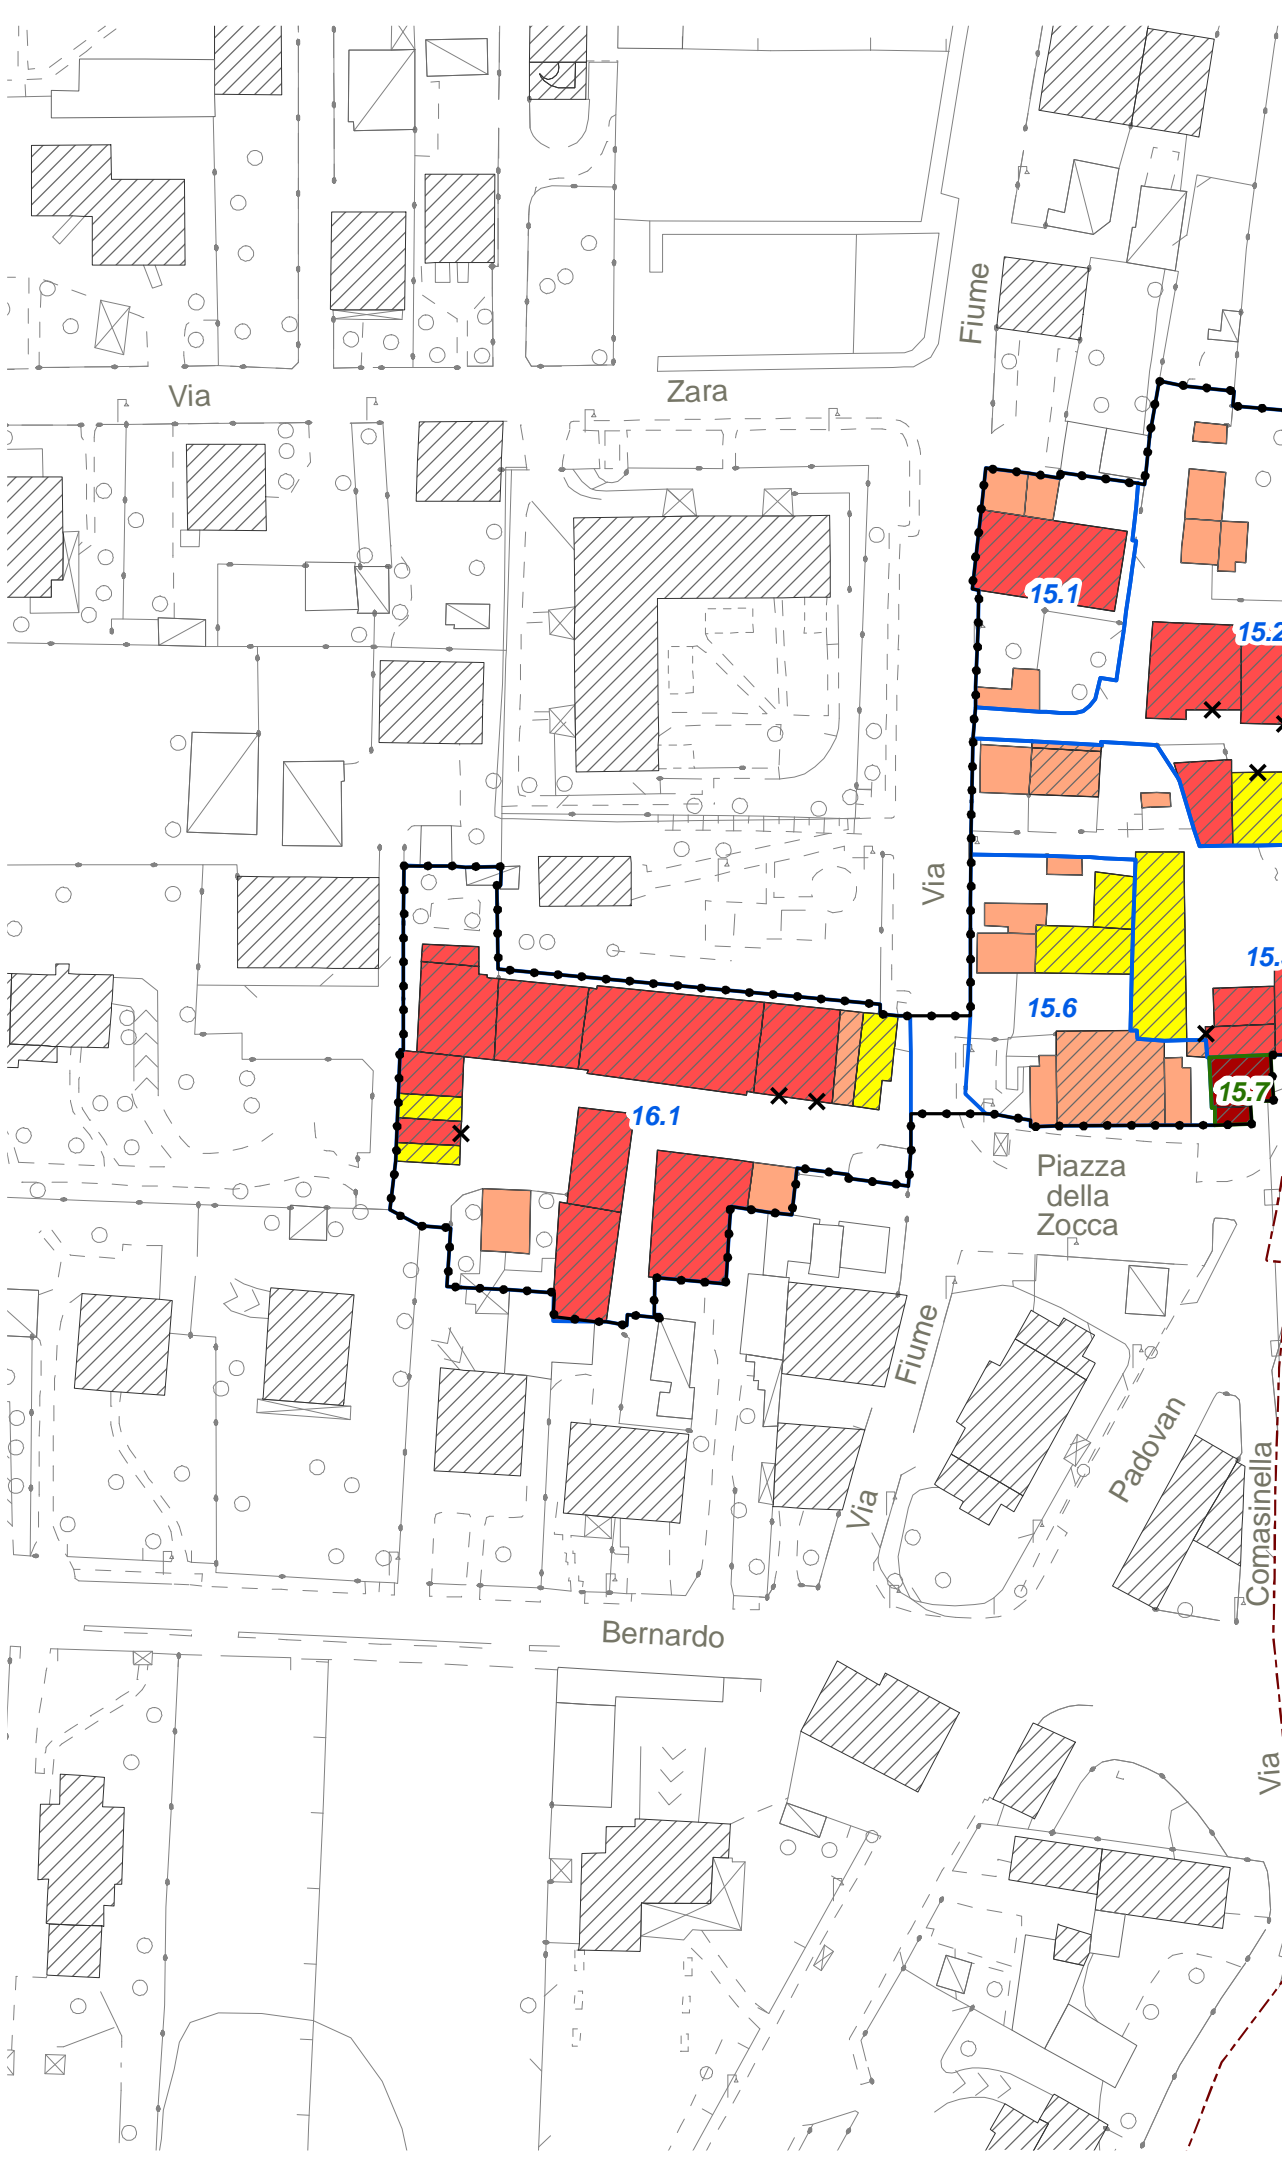 Fiume
Via
Zara
15.1
15.2
Via
15.
15.6
15.7
16.1
Piazza
della
Zocca
Fiume
Padovan
Comasinella
Via
Bernardo
Via